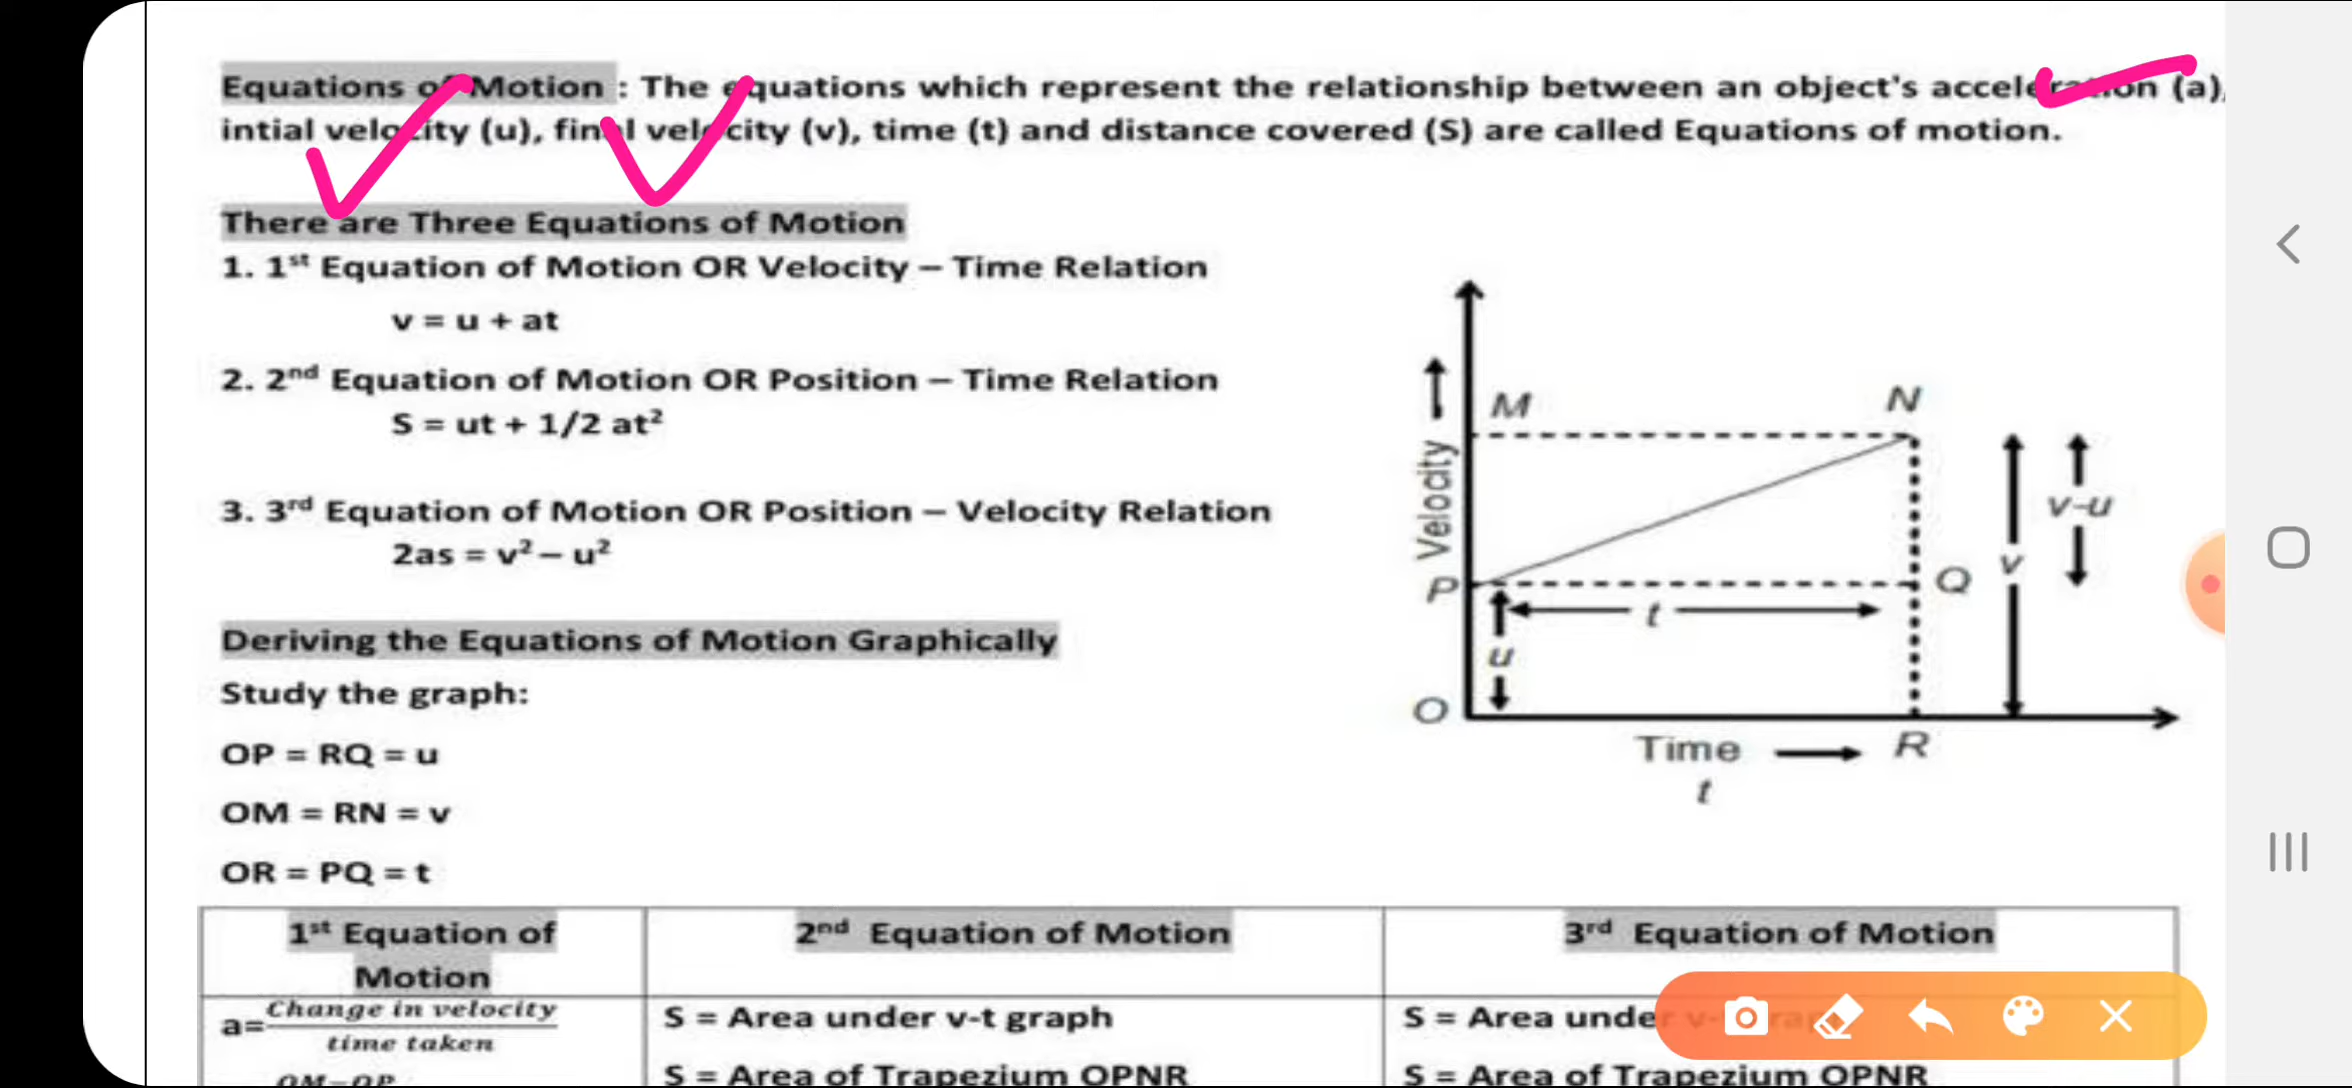 Equations of Motion : The equations which represent the relationship between an object's acceleration (a),
intial velocity (u), final velocity (v), time (t) and distance covered (S) are called Equations of motion.
There are Three Equations of Motion
1. 1st Equation of Motion OR Velocity – Time Relation
v = u + at
2. 2nd Equation of Motion OR Position – Time Relation
S = ut + 1/2 at²
3. 3rd Equation of Motion OR Position – Velocity Relation
2as = v² – u²
Deriving the Equations of Motion Graphically
Study the graph:
OP = RQ = u
OM = RN = v
OR = PQ = t
Velocity
M
N
v-u
v
P
Q
t
u
O
Time
R
t
1st Equation of
Motion
2nd Equation of Motion
3rd Equation of Motion
a= Change in velocity
time taken
OM–OP
S = Area under v-t graph
S = Area of Trapezium OPNR
S = Area under v-t graph
S = Area of Trapezium OPNR